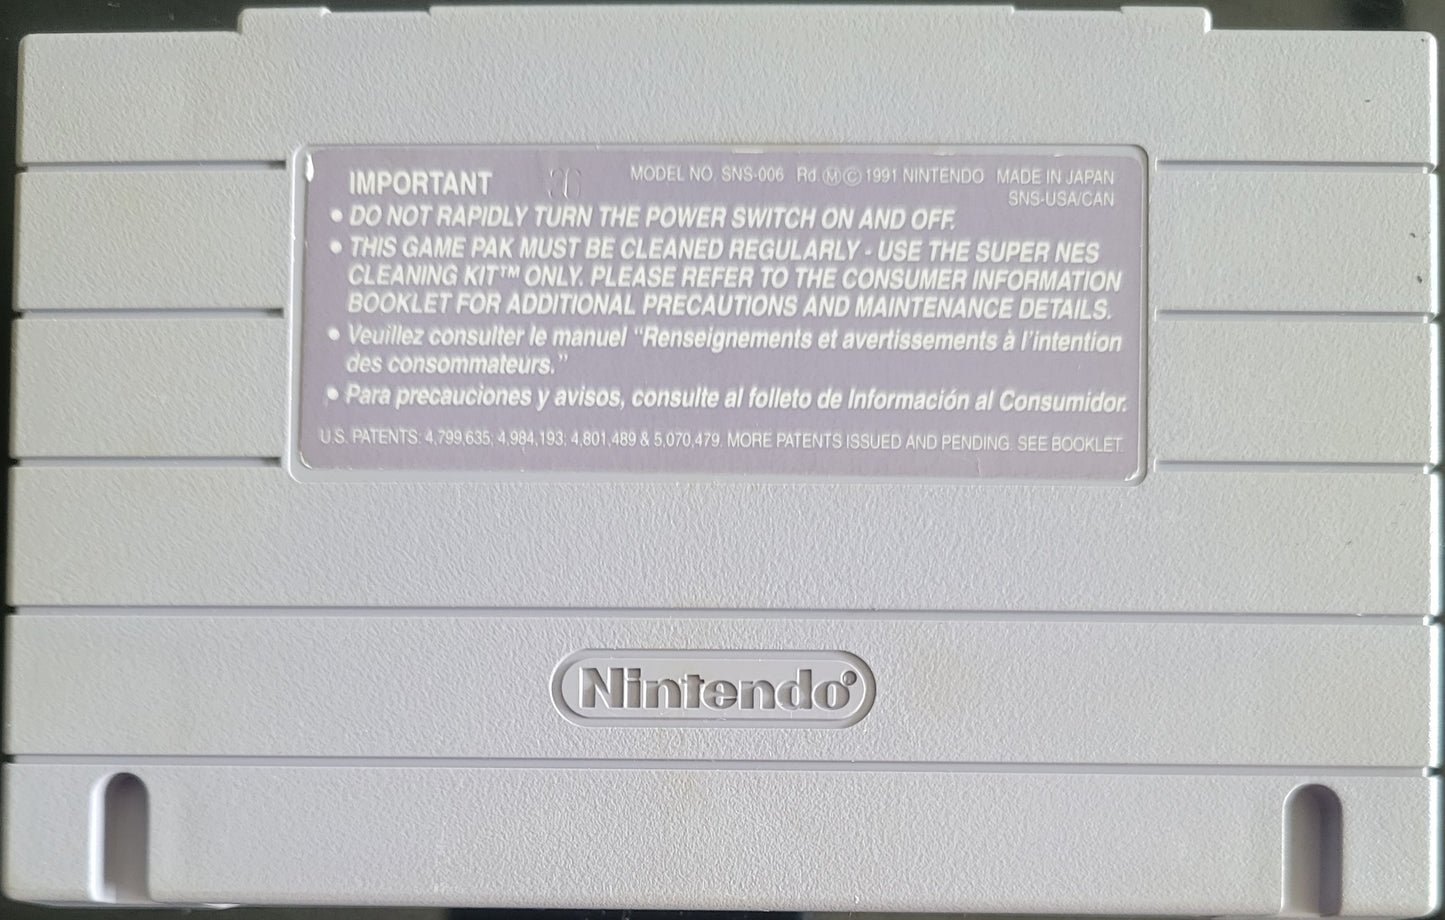 IMPORTANT 36 MODEL NO. SNS-006 Rd. Ⓜ © 1991 NINTENDO MADE IN JAPAN
SNS-USA/CAN
• DO NOT RAPIDLY TURN THE POWER SWITCH ON AND OFF.
• THIS GAME PAK MUST BE CLEANED REGULARLY - USE THE SUPER NES
CLEANING KIT™ ONLY. PLEASE REFER TO THE CONSUMER INFORMATION
BOOKLET FOR ADDITIONAL PRECAUTIONS AND MAINTENANCE DETAILS.
• Veuillez consulter le manuel "Renseignements et avertissements à l'intention
des consommateurs."
• Para precauciones y avisos, consulte al folleto de Información al Consumidor.
U.S. PATENTS: 4,799,635; 4,984,193; 4,801,489 & 5,070,479. MORE PATENTS ISSUED AND PENDING. SEE BOOKLET.
Nintendo®